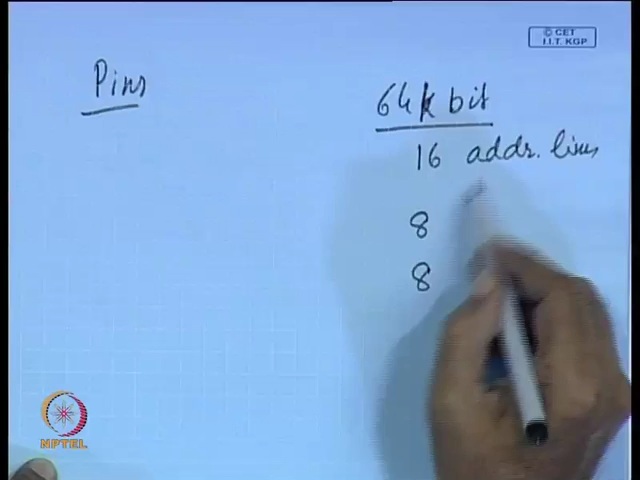 © CET
I.I.T. KGP
Pins
64k bit
16 addr. lines
8
8
NPTEL